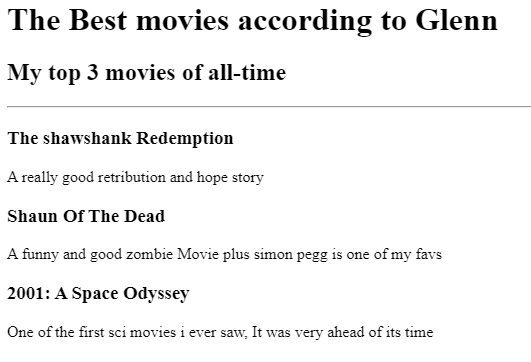 The Best movies according to Glenn
My top 3 movies of all-time
The shawshank Redemption
A really good retribution and hope story
Shaun Of The Dead
A funny and good zombie Movie plus simon pegg is one of my favs
2001: A Space Odyssey
One of the first sci movies i ever saw, It was very ahead of its time